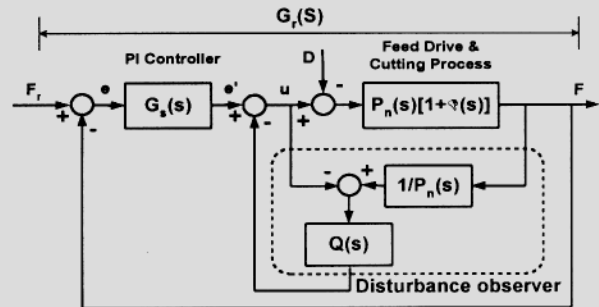 G_r(S)
PI Controller
D
Feed Drive &
Cutting Process
F_r
e
G_s(s)
e'
u
P_n(s)[1+ (s)]
F
+
-
+
-
+
-
-
+
1/P_n(s)
Q(s)
Disturbance observer